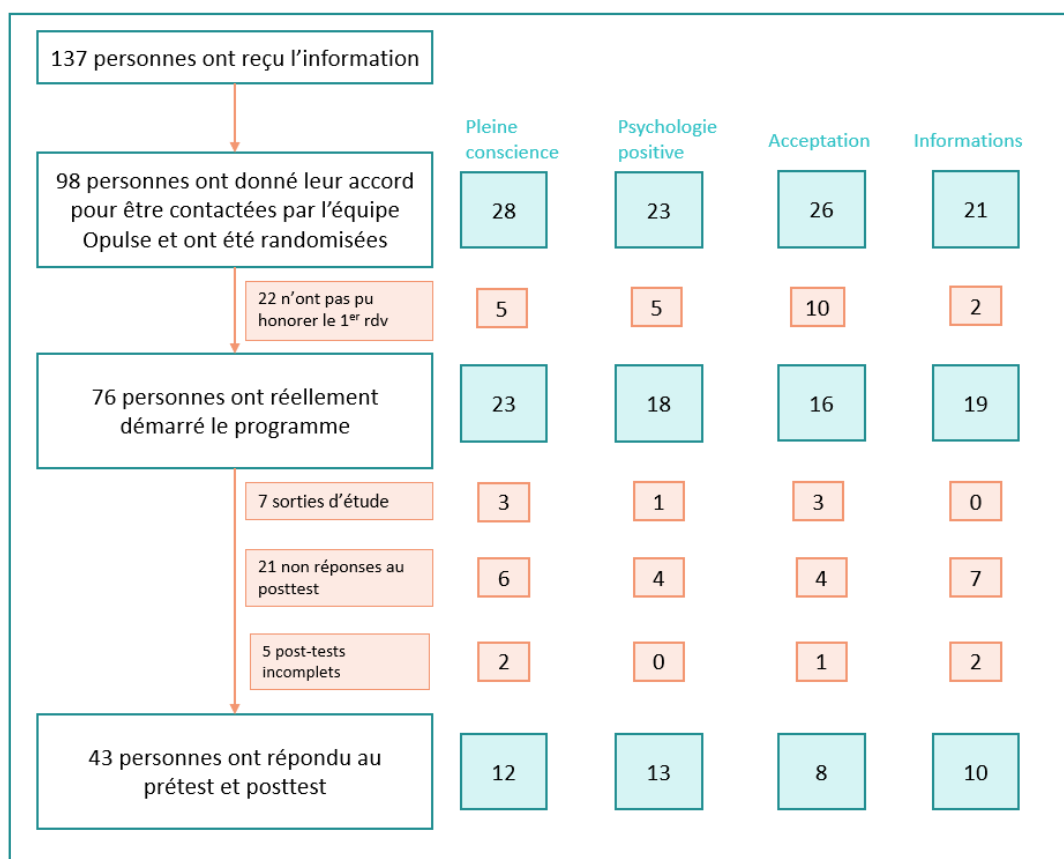 137 personnes ont reçu l’information
Pleine
conscience
Psychologie
positive
Acceptation
Informations
98 personnes ont donné leur accord
pour être contactées par l’équipe
Opulse et ont été randomisées
28
23
26
21
22 n’ont pas pu
honorer le 1er rdv
5
5
10
2
76 personnes ont réellement
démarré le programme
23
18
16
19
7 sorties d’étude
3
1
3
0
21 non réponses au
posttest
6
4
4
7
5 post-tests
incomplets
2
0
1
2
43 personnes ont répondu au
prétest et posttest
12
13
8
10